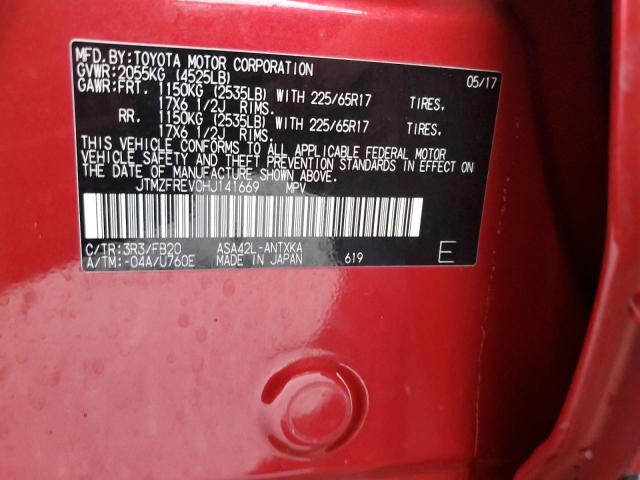 MFD.BY:TOYOTA MOTOR CORPORATION 05/17
GVWR:2055KG (4525LB)
GAWR:FRT. 1150KG (2535LB) WITH 225/65R17 TIRES.
17X6 1/2J RIMS.
RR. 1150KG (2535LB) WITH 225/65R17 TIRES.
17X6 1/2J RIMS.
THIS VEHICLE CONFORMS TO ALL APPLICABLE FEDERAL MOTOR
VEHICLE SAFETY AND THEFT PREVENTION STANDARDS IN EFFECT ON
THE DATE OF MANUFACTURE SHOWN ABOVE.
JTMZFREV0HJ141669 MPV
C/TR:3R3/FB20 ASA42L-ANTXKA
A/TM:-04A/U760E MADE IN JAPAN 619 E